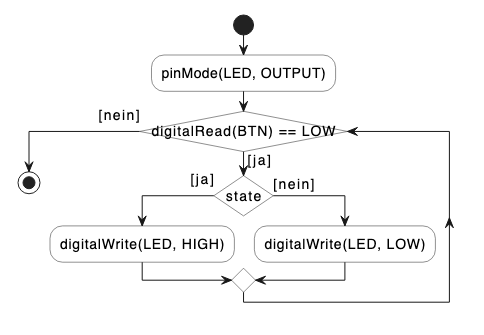 pinMode(LED, OUTPUT)
[nein]
digitalRead(BTN) == LOW
[ja]
[ja]
state
[nein]
digitalWrite(LED, HIGH)
digitalWrite(LED, LOW)